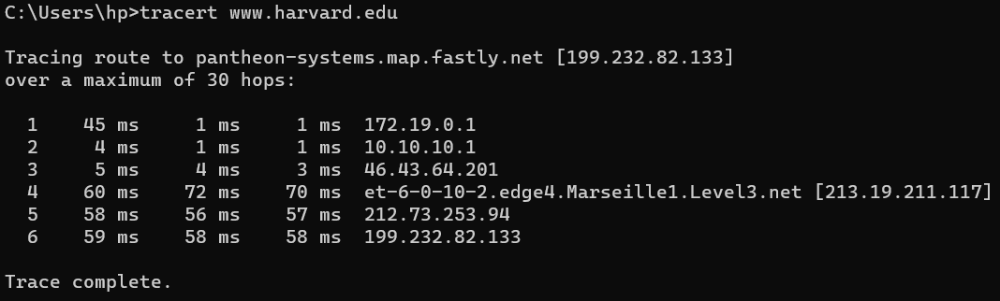 C:\Users\hp>tracert www.harvard.edu
Tracing route to pantheon-systems.map.fastly.net [199.232.82.133]
over a maximum of 30 hops:
1 45 ms 1 ms 1 ms 172.19.0.1
2 4 ms 1 ms 1 ms 10.10.10.1
3 5 ms 4 ms 3 ms 46.43.64.201
4 60 ms 72 ms 70 ms et-6-0-10-2.edge4.Marseille1.Level3.net [213.19.211.117]
5 58 ms 56 ms 57 ms 212.73.253.94
6 59 ms 58 ms 58 ms 199.232.82.133
Trace complete.